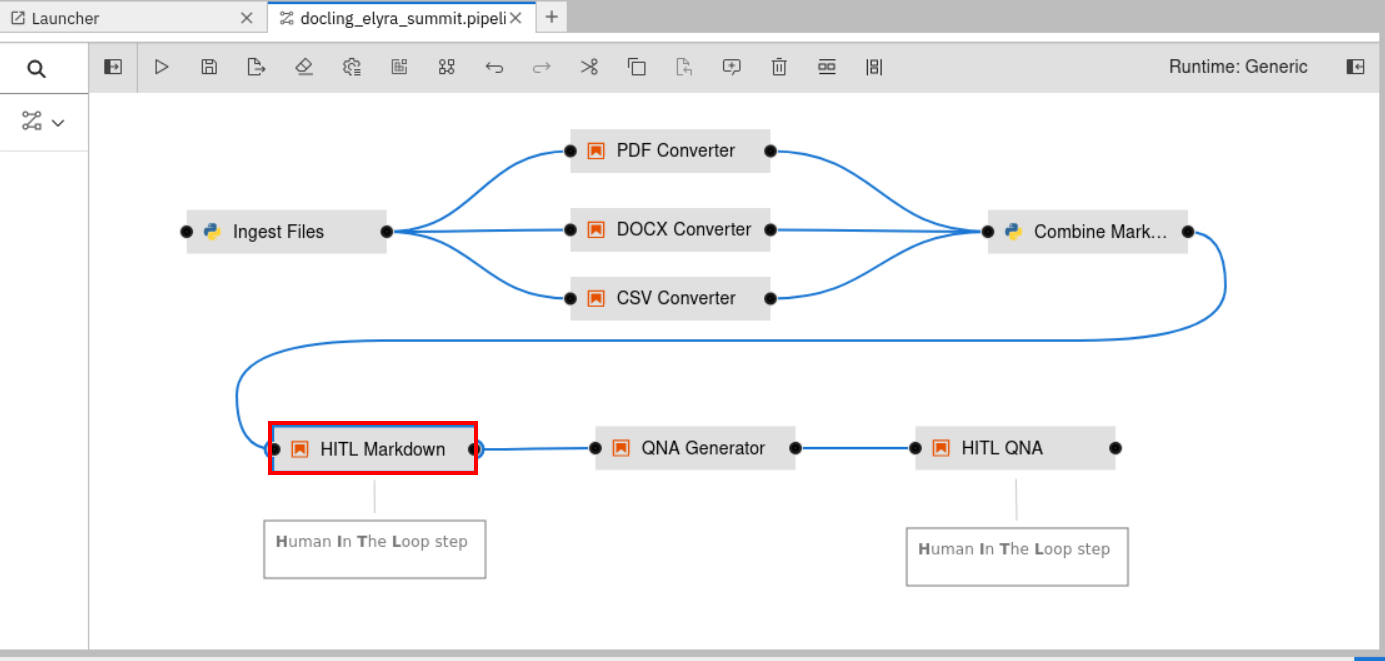 Launcher
docling_elyra_summit.pipeli
Runtime: Generic
PDF Converter
Ingest Files
DOCX Converter
Combine Mark...
CSV Converter
HITL Markdown
QNA Generator
HITL QNA
Human In The Loop step
Human In The Loop step